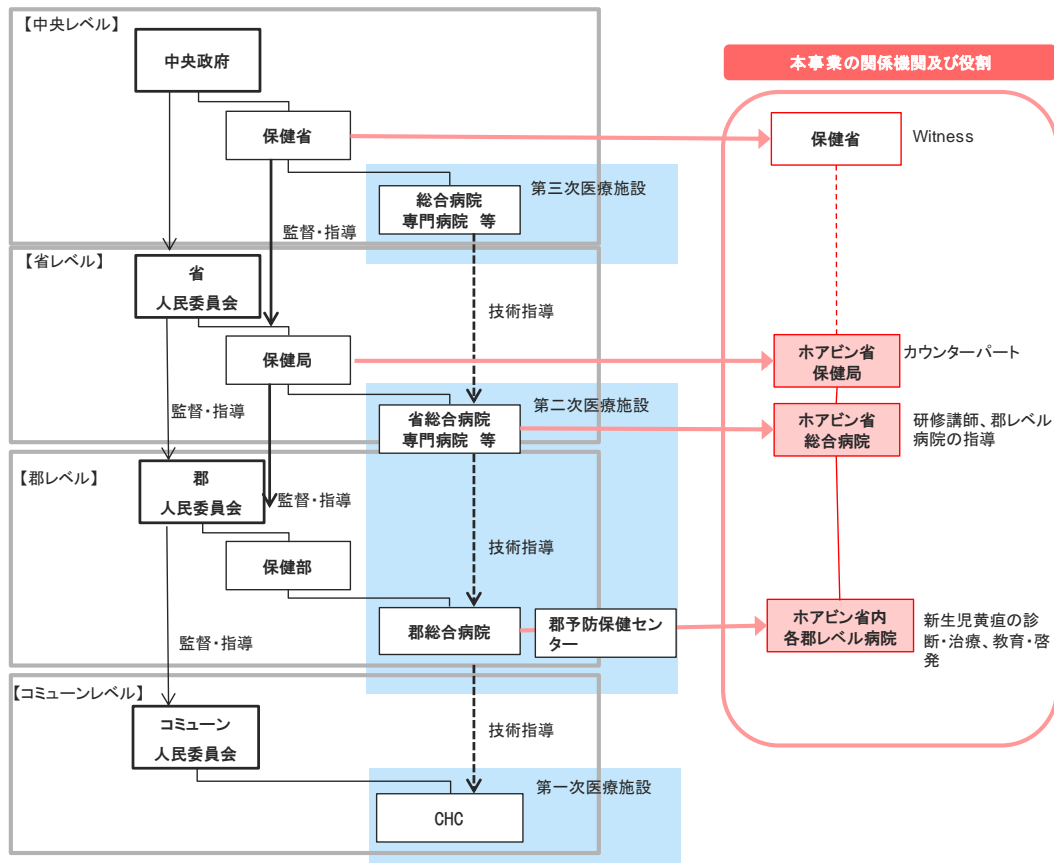 【中央レベル】
中央政府
保健省
第三次医療施設
総合病院
専門病院 等
監督・指導
【省レベル】
省
人民委員会
技術指導
保健局
監督・指導
第二次医療施設
省総合病院
専門病院 等
【郡レベル】
郡
人民委員会
監督・指導
技術指導
保健部
郡総合病院
郡予防保健セン
ター
監督・指導
【コミューンレベル】
コミューン
人民委員会
技術指導
第一次医療施設
CHC
本事業の関係機関及び役割
保健省
Witness
ホアビン省
保健局
カウンターパート
ホアビン省
総合病院
研修講師、郡レベル
病院の指導
ホアビン省内
各郡レベル病院
新生児黄疸の診
断・治療、教育・啓
発